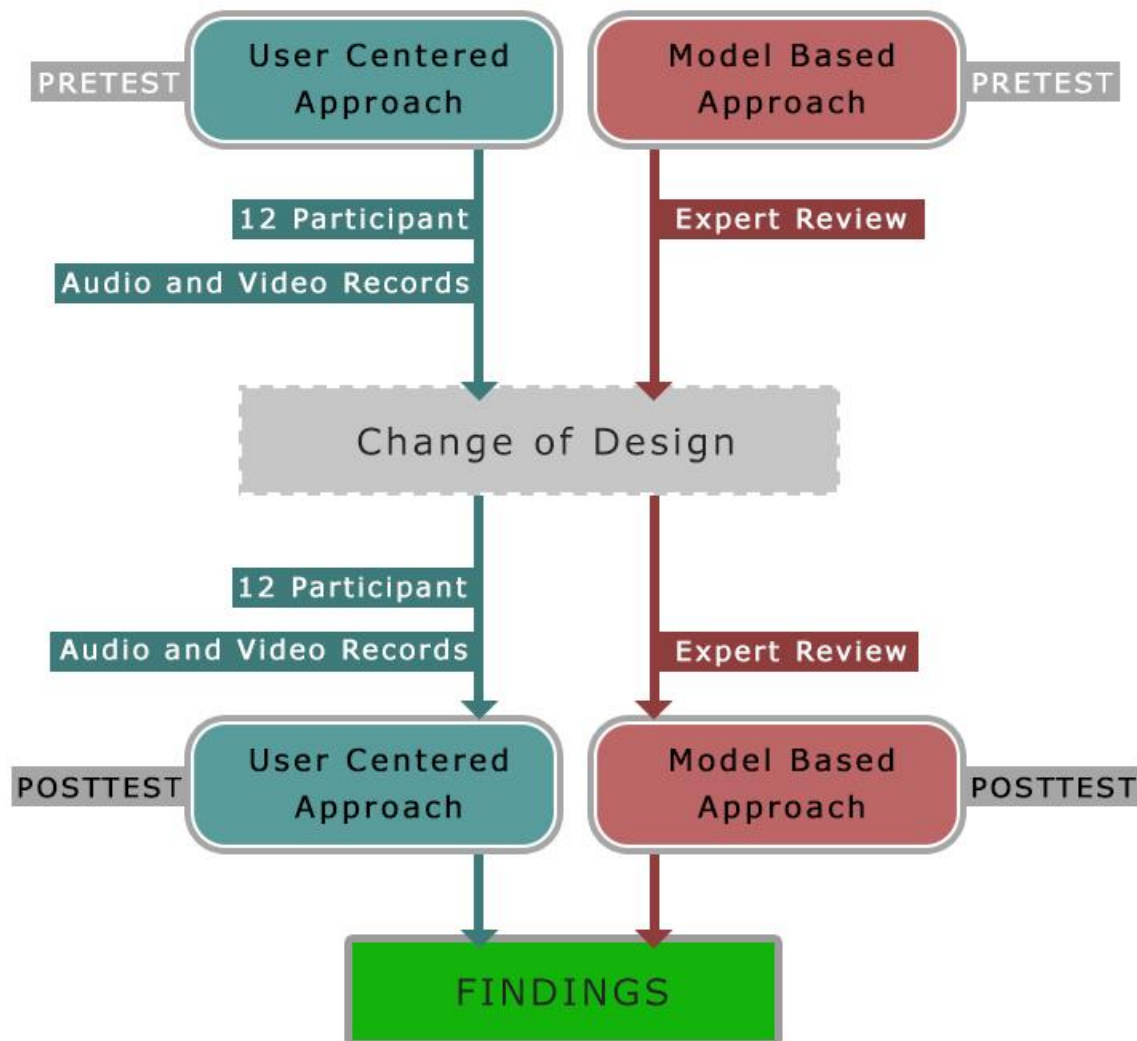 PRETEST
User Centered
Approach
Model Based
Approach
PRETEST
12 Participant
Expert Review
Audio and Video Records
Change of Design
12 Participant
Audio and Video Records
Expert Review
POSTTEST
User Centered
Approach
Model Based
Approach
POSTTEST
FINDINGS